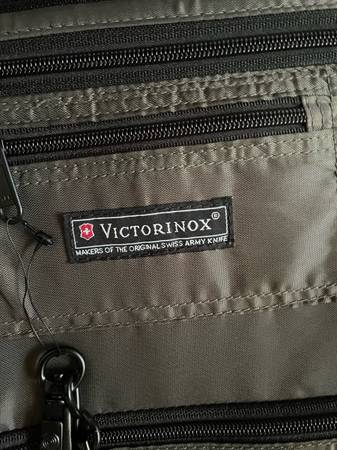 VICTORINOX®
MAKERS OF THE ORIGINAL SWISS ARMY KNIFE